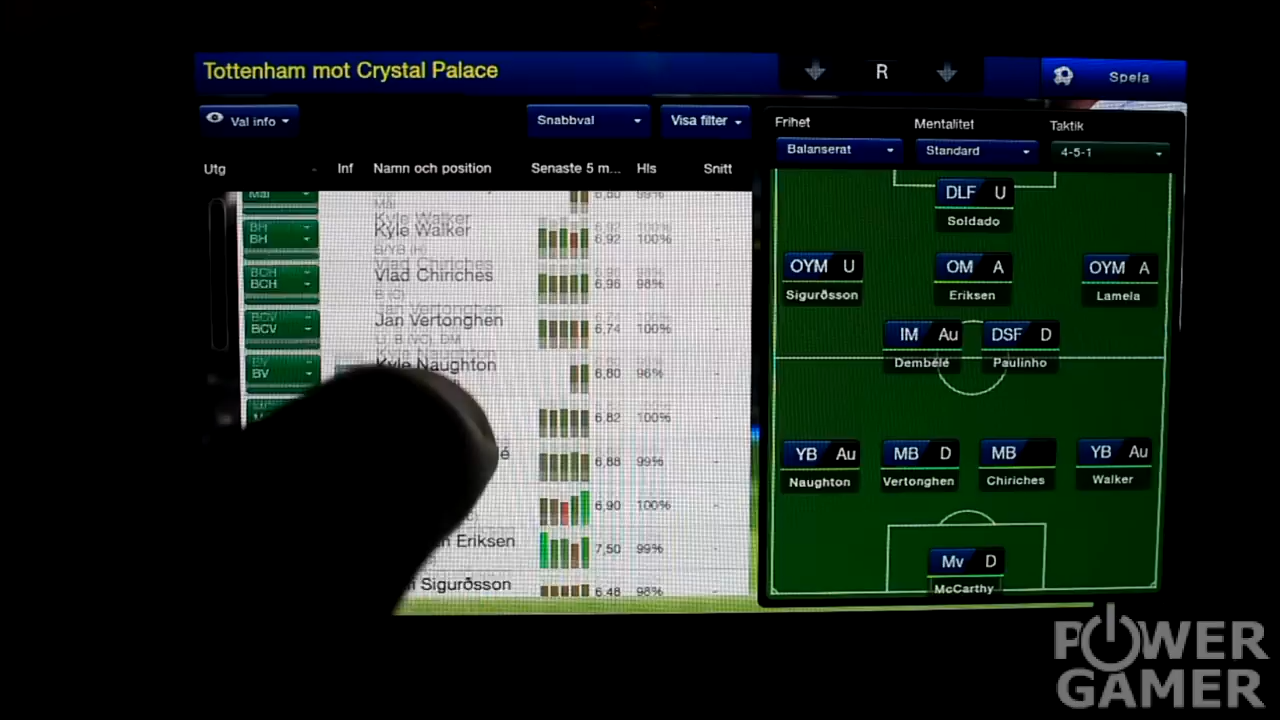 Tottenham mot Crystal Palace
R
Spela
Val info
Snabbval
Visa filter
Frihet
Mentalitet
Taktik
Balanserat
Standard
4-5-1
Utg
Inf
Namn och position
Senaste 5 m...
Hls
Snitt
BH
Kyle Walker
B/YB (H)
6,92
100%
BCH
Vlad Chiriches
B (C)
6,96
98%
BCV
Jan Vertonghen
6,74
100%
BV
Kyle Naughton
6,80
96%
6,82
100%
6,88
99%
6,90
100%
Eriksen
7,50
99%
Sigurðsson
6,48
98%
DLF U
Soldado
OYM U
Sigurðsson
OM A
Eriksen
OYM A
Lamela
IM Au
Dembélé
DSF D
Paulinho
YB Au
Naughton
MB D
Vertonghen
MB
Chiriches
YB Au
Walker
Mv D
McCarthy
POWER
GAMER